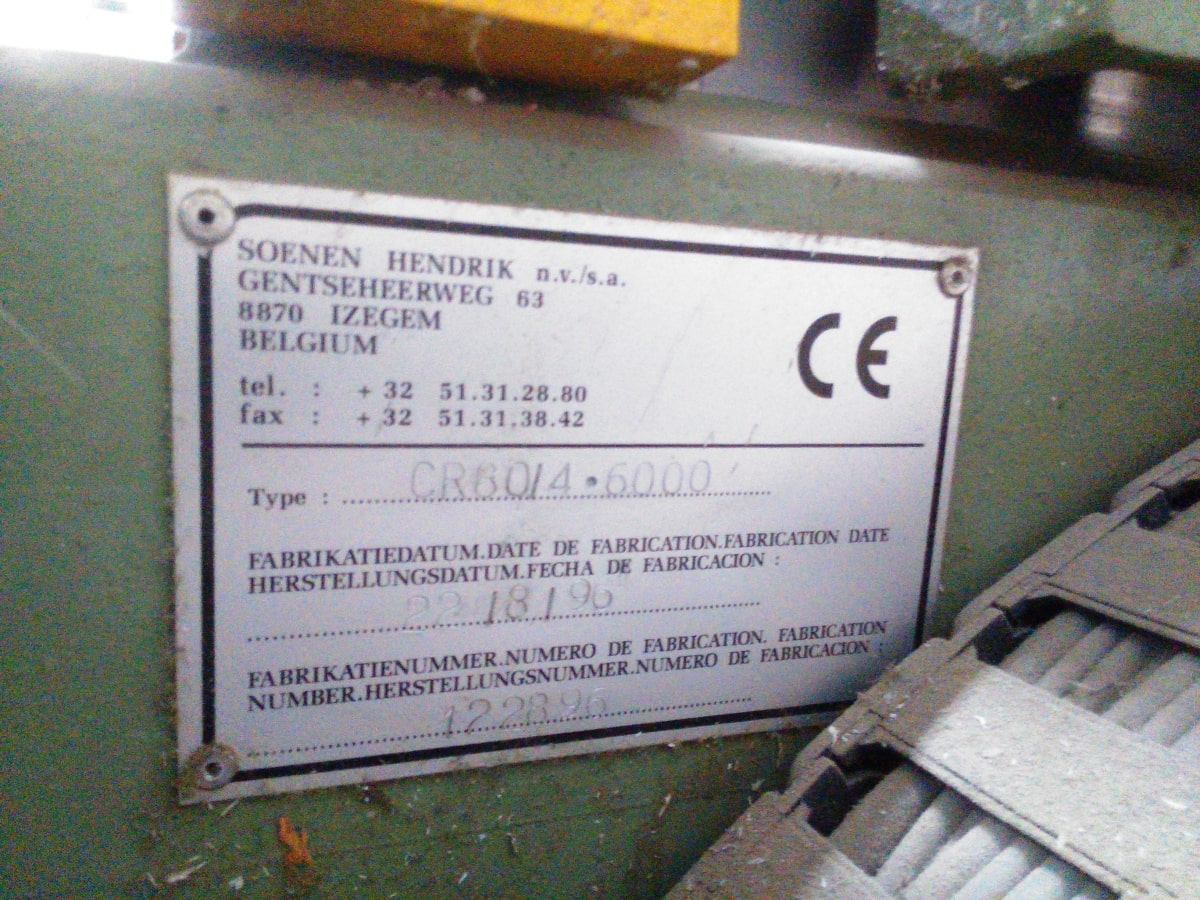 SOENEN HENDRIK n.v./s.a.
GENTSEHEERWEG 63
8870 IZEGEM
BELGIUM
CE
tel. : + 32 51.31.28.80
fax : + 32 51.31.38.42
Type : CR60/4•6000
FABRIKATIEDATUM.DATE DE FABRICATION.FABRICATION DATE
HERSTELLUNGSDATUM.FECHA DE FABRICACION :
22/8/96
FABRIKATIENUMMER.NUMERO DE FABRICATION. FABRICATION
NUMBER.HERSTELLUNGSNUMMER.NUMERO DE FABRICACION :
122896